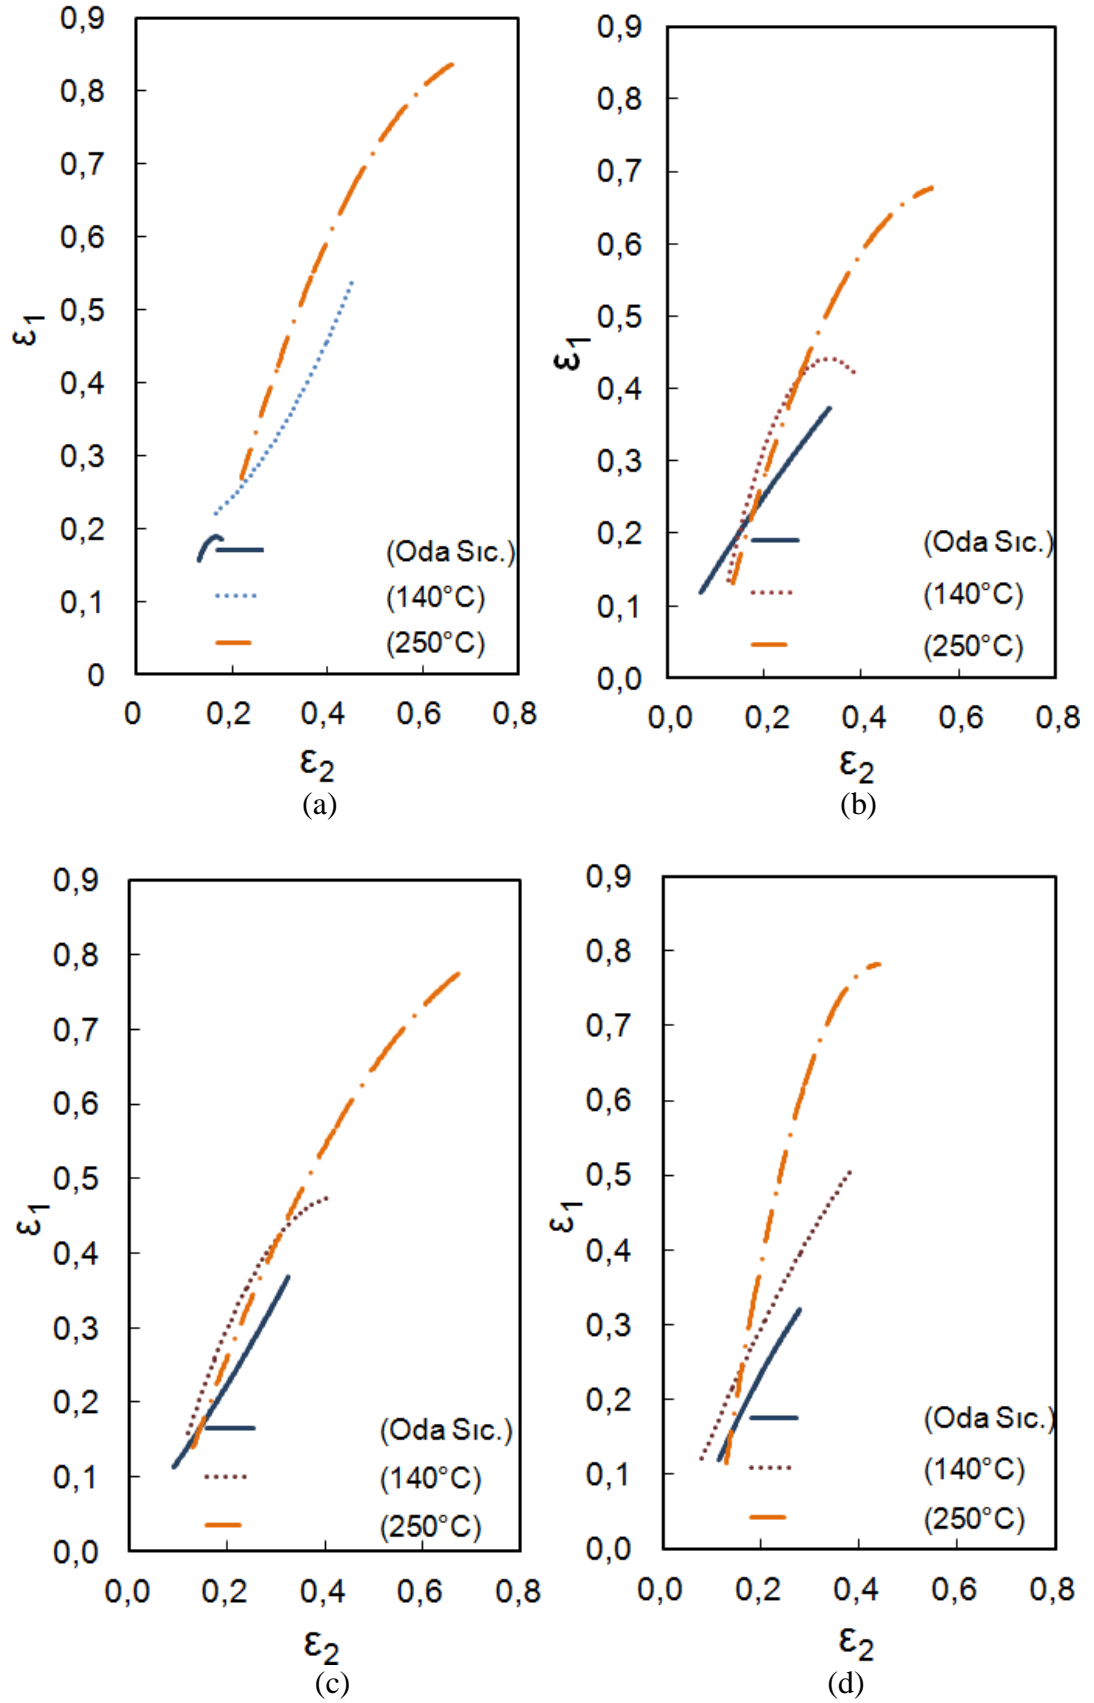 0,9
0,8
0,7
0,6
0,5
0,4
0,3
0,2
0,1
0
ε1
(Oda Sıc.)
(140°C)
(250°C)
0 0,2 0,4 0,6 0,8
ε2
(a)
0,9
0,8
0,7
0,6
0,5
0,4
0,3
0,2
0,1
0,0
ε1
(Oda Sıc.)
(140°C)
(250°C)
0,0 0,2 0,4 0,6 0,8
ε2
(b)
0,9
0,8
0,7
0,6
0,5
0,4
0,3
0,2
0,1
0,0
ε1
(Oda Sıc.)
(140°C)
(250°C)
0,0 0,2 0,4 0,6 0,8
ε2
(c)
0,9
0,8
0,7
0,6
0,5
0,4
0,3
0,2
0,1
0,0
ε1
(Oda Sıc.)
(140°C)
(250°C)
0,0 0,2 0,4 0,6 0,8
ε2
(d)